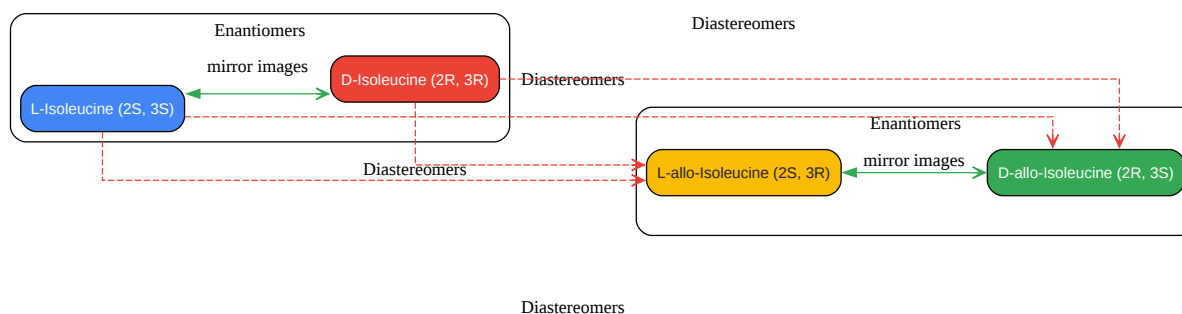 Diastereomers
Enantiomers
mirror images
D-Isoleucine (2R, 3R)
Diastereomers
L-Isoleucine (2S, 3S)
Enantiomers
mirror images
Diastereomers
L-allo-Isoleucine (2S, 3R)
D-allo-Isoleucine (2R, 3S)
Diastereomers